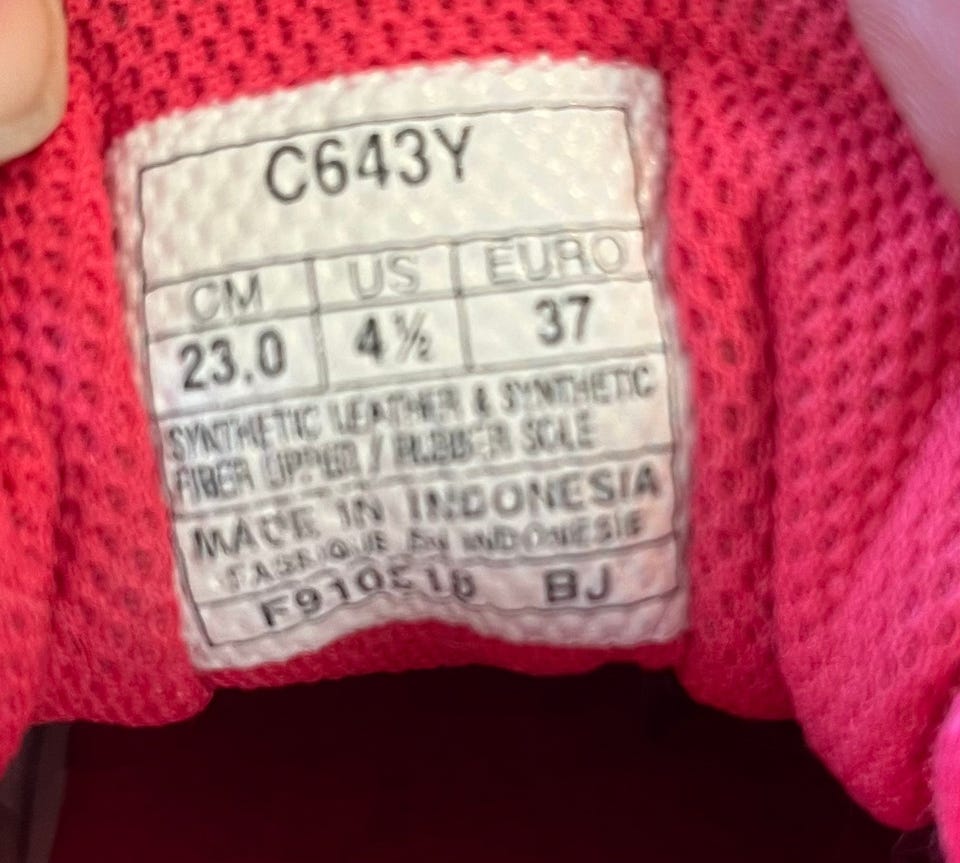 C643Y
CM US EURO
23.0 4½ 37
SYNTHETIC LEATHER & SYNTHETIC
FIBER UPPER / RUBBER SOLE
MADE IN INDONESIA
FABRIQUE EN INDONESIE
BJ